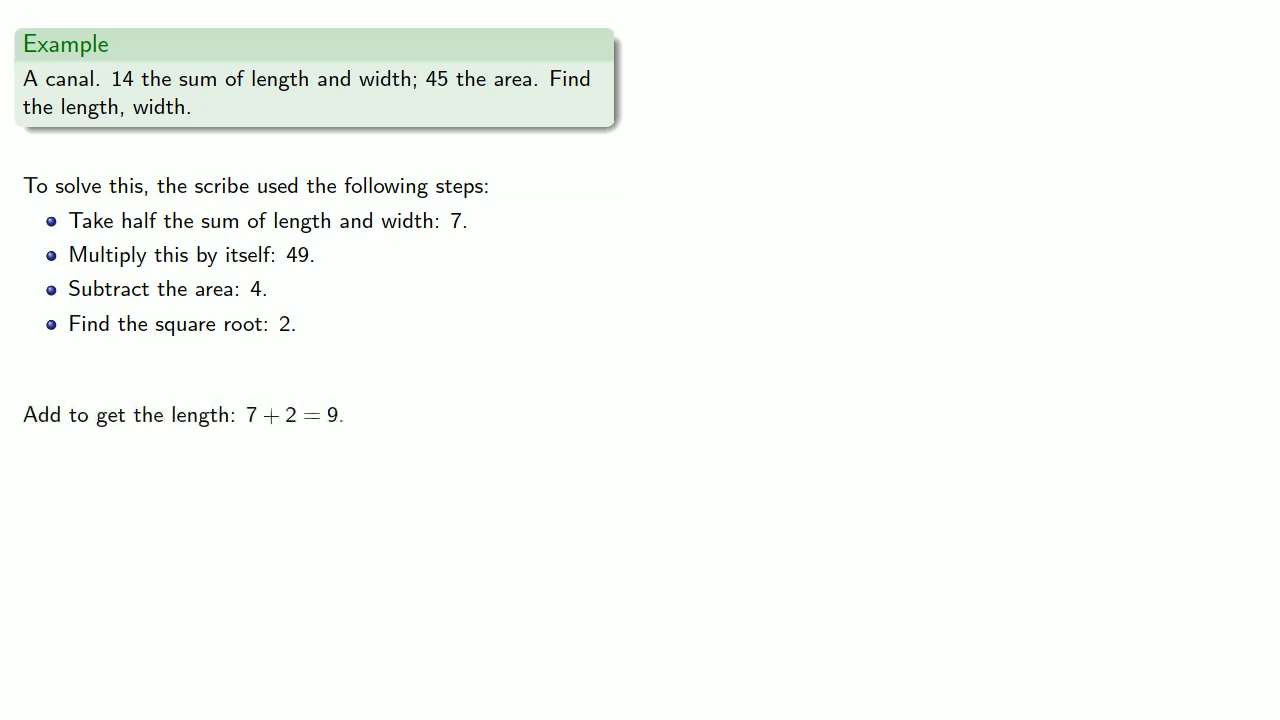 Example
A canal. 14 the sum of length and width; 45 the area. Find
the length, width.
To solve this, the scribe used the following steps:
Take half the sum of length and width: 7.
Multiply this by itself: 49.
Subtract the area: 4.
Find the square root: 2.
Add to get the length: 7 + 2 = 9.